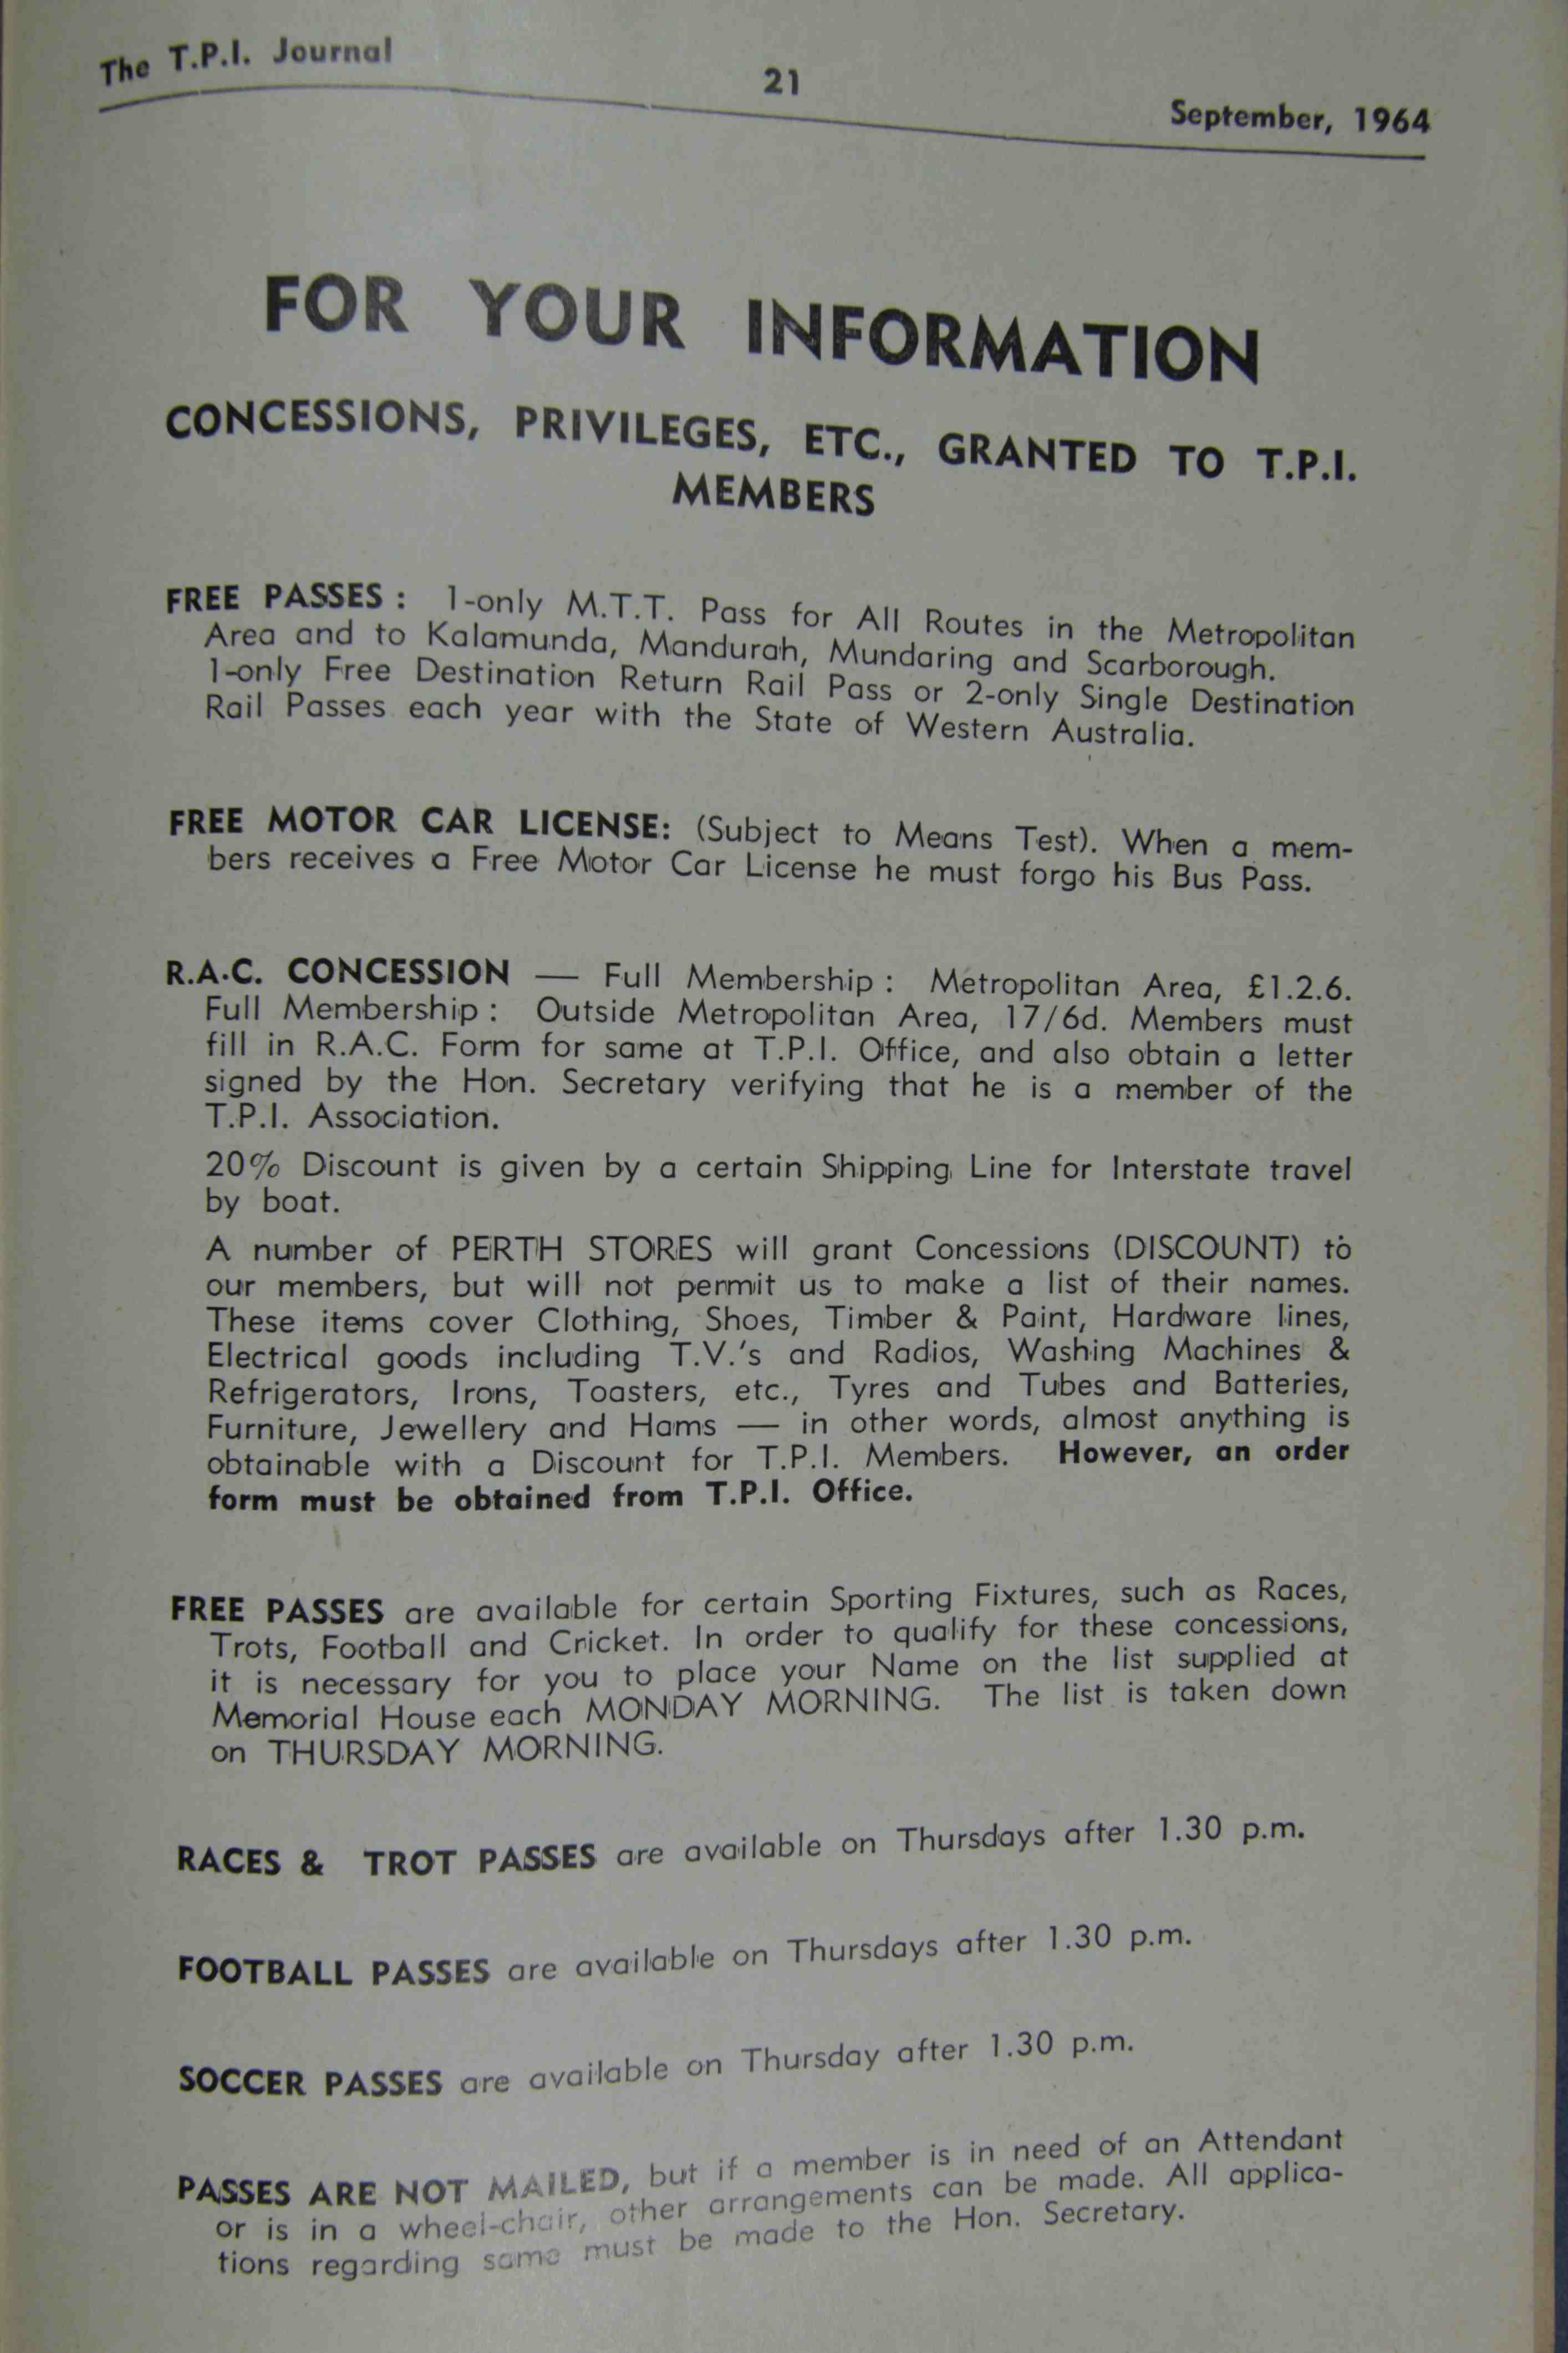 The T.P.I. Journal
21
September, 1964
FOR YOUR INFORMATION
CONCESSIONS, PRIVILEGES, ETC., GRANTED TO T.P.I.
MEMBERS
FREE PASSES : 1-only M.T.T. Pass for All Routes in the Metropolitan
Area and to Kalamunda, Mandurah, Mundaring and Scarborough.
1-only Free Destination Return Rail Pass or 2-only Single Destination
Rail Passes each year with the State of Western Australia.
FREE MOTOR CAR LICENSE: (Subject to Means Test). When a mem-
bers receives a Free Motor Car License he must forgo his Bus Pass.
R.A.C. CONCESSION — Full Membership : Metropolitan Area, £1.2.6.
Full Membership : Outside Metropolitan Area, 17/6d. Members must
fill in R.A.C. Form for same at T.P.I. Office, and also obtain a letter
signed by the Hon. Secretary verifying that he is a member of the
T.P.I. Association.
20% Discount is given by a certain Shipping Line for Interstate travel
by boat.
A number of PERTH STORES will grant Concessions (DISCOUNT) to
our members, but will not permit us to make a list of their names.
These items cover Clothing, Shoes, Timber & Paint, Hardware lines,
Electrical goods including T.V.'s and Radios, Washing Machines &
Refrigerators, Irons, Toasters, etc., Tyres and Tubes and Batteries,
Furniture, Jewellery and Hams — in other words, almost anything is
obtainable with a Discount for T.P.I. Members. However, an order
form must be obtained from T.P.I. Office.
FREE PASSES are available for certain Sporting Fixtures, such as Races,
Trots, Football and Cricket. In order to qualify for these concessions,
it is necessary for you to place your Name on the list supplied at
Memorial House each MONDAY MORNING. The list is taken down
on THURSDAY MORNING.
RACES & TROT PASSES are available on Thursdays after 1.30 p.m.
FOOTBALL PASSES are available on Thursdays after 1.30 p.m.
SOCCER PASSES are available on Thursday after 1.30 p.m.
PASSES ARE NOT MAILED, but if a member is in need of an Attendant
or is in a wheel-chair, other arrangements can be made. All applica-
tions regarding same must be made to the Hon. Secretary.